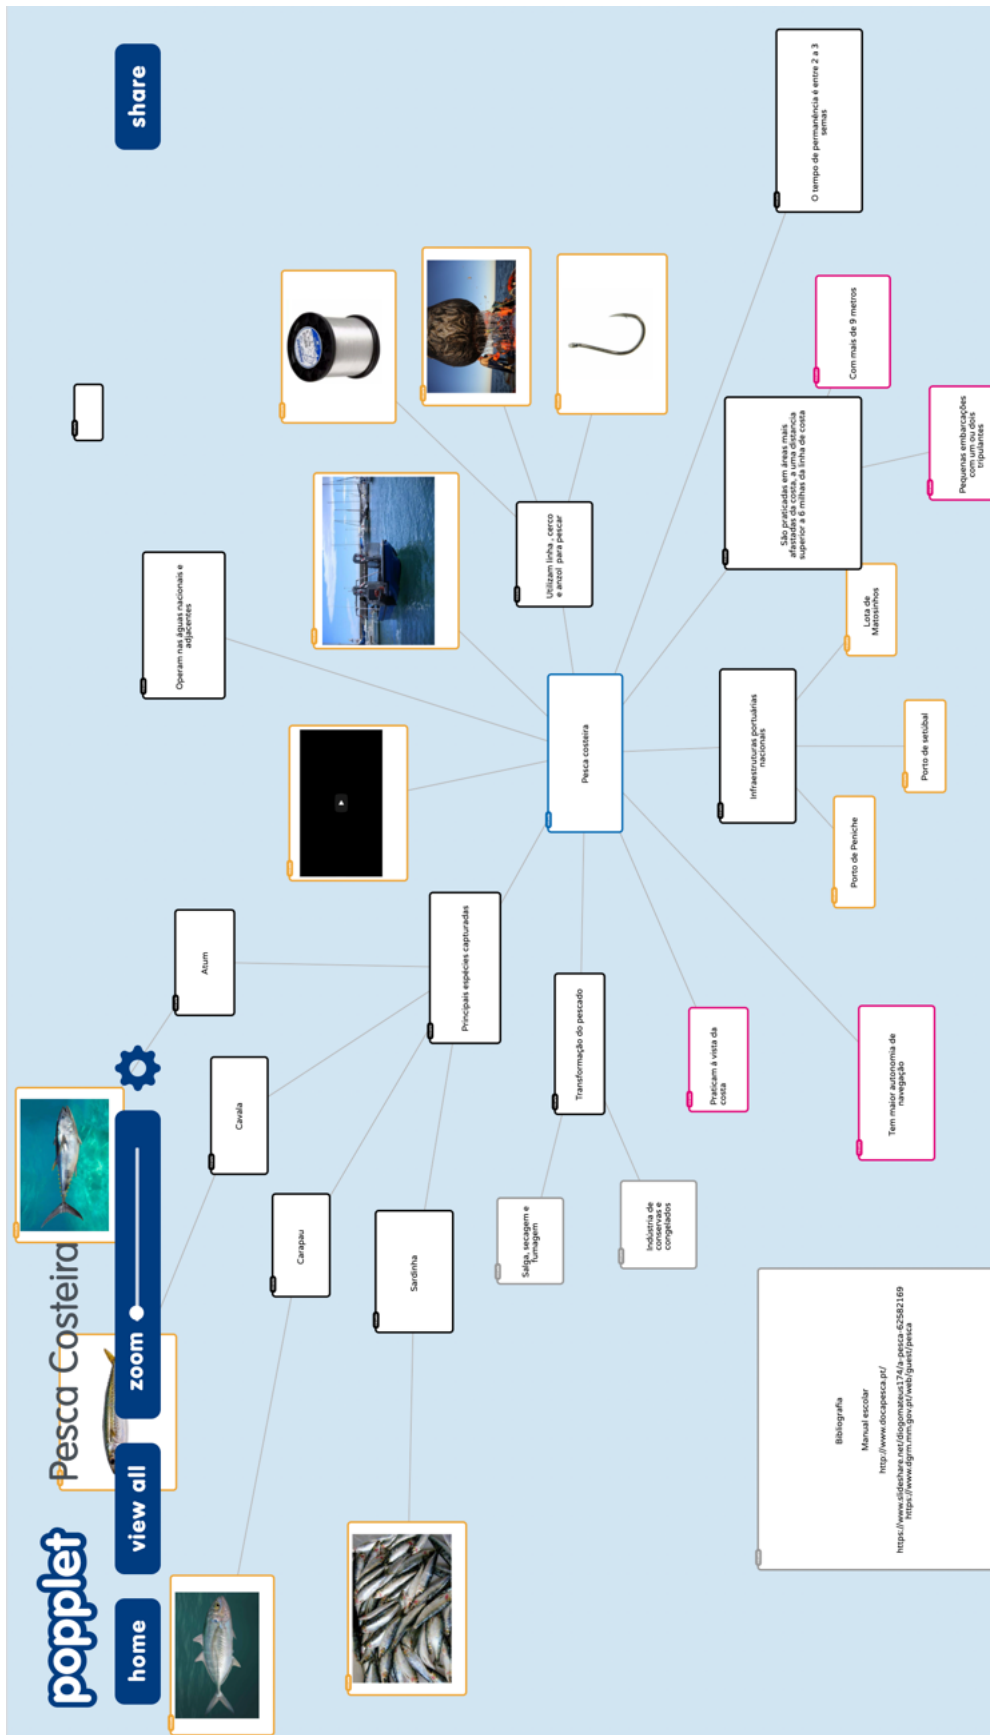 popplet
Pesca Costeira
home
view all
zoom
share
Atum
Cavala
Carapau
Sardinha
Principais espécies capturadas
Operam nas águas nacionais e
adjacentes
Utilizam linha , cerco
e anzol  para pescar
Pesca costeira
Transformação do pescado
Salga, secagem e
fumagem
Indústria de
conservas e
congelados
Praticam à vista da
costa
Tem maior autonomia de
navegação
Infraestruturas portuárias
nacionais
Porto de Peniche
Porto de setúbal
Lota de
Matosinhos
São praticadas em áreas mais
afastadas da costa, a uma distancia
superior a 6 milhas da linha de costa
Com mais de 9 metros
Pequenas embarcações
com um ou dois
tripulantes
O tempo de permanência é entre 2 a 3
semas
Bibliografia
Manual escolar
http://www.docapesca.pt/
https://www.slideshare.net/diogomateus174/a-pesca-62582169
https://www.dgrm.mm.gov.pt/web/guest/pesca